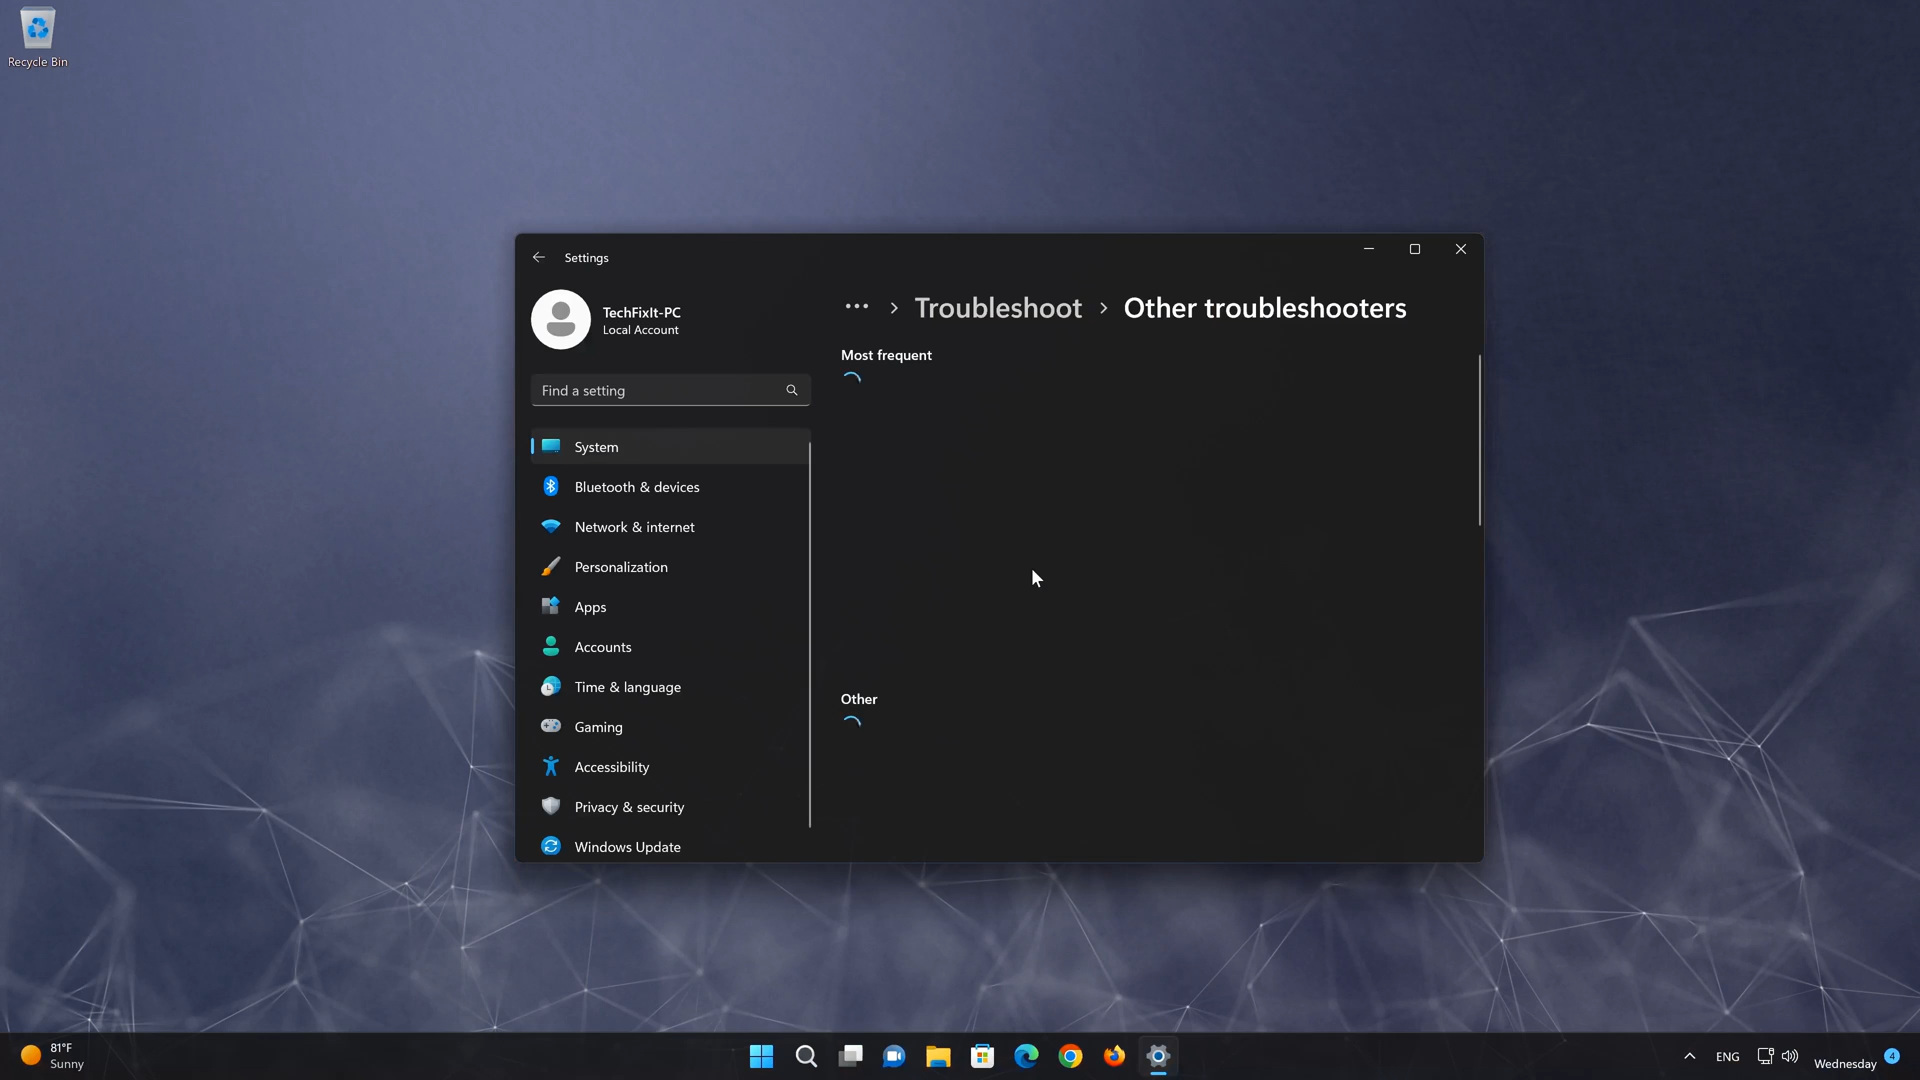 Recycle Bin
Settings
TechFixIt-PC
Local Account
Find a setting
System
Bluetooth & devices
Network & internet
Personalization
Apps
Accounts
Time & language
Gaming
Accessibility
Privacy & security
Windows Update
… > Troubleshoot > Other troubleshooters
Most frequent
Other
81°F
Sunny
ENG
Wednesday
4